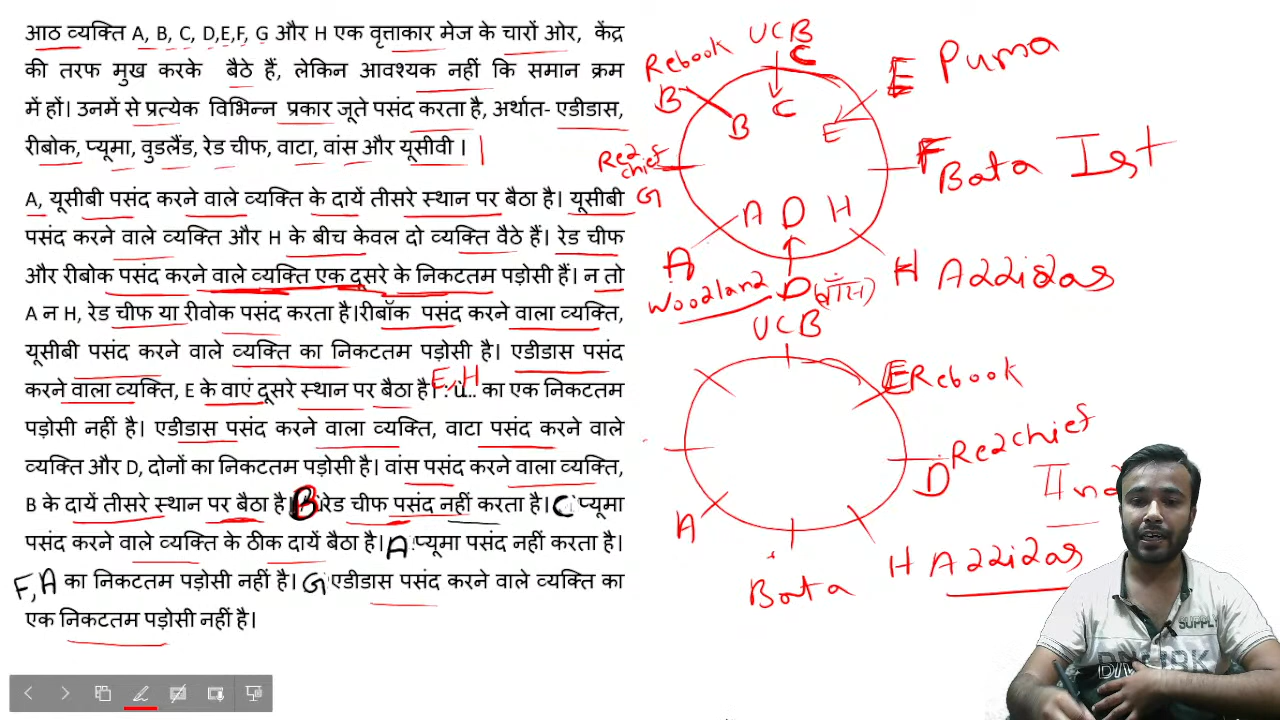 आठ व्यक्ति A, B, C, D,E,F, G और H एक वृत्ताकार मेज के चारों ओर, केंद्र
की तरफ मुख करके बैठे हैं, लेकिन आवश्यक नहीं कि समान क्रम
में हों। उनमें से प्रत्येक विभिन्न प्रकार जूते पसंद करता है, अर्थात- एडीडास,
रीबोक, प्यूमा, वुडलैंड, रेड चीफ, वाटा, वांस और यूसीवी।
A, यूसीबी पसंद करने वाले व्यक्ति के दायें तीसरे स्थान पर बैठा है। यूसीबी
पसंद करने वाले व्यक्ति और H के बीच केवल दो व्यक्ति वैठे हैं। रेड चीफ
और रीबोक पसंद करने वाले व्यक्ति एक दूसरे के निकटतम पड़ोसी हैं। न तो
A न H, रेड चीफ या रीवोक पसंद करता है।रीबॉक पसंद करने वाला व्यक्ति,
यूसीबी पसंद करने वाले व्यक्ति का निकटतम पड़ोसी है। एडीडास पसंद
करने वाला व्यक्ति, E के वाएं दूसरे स्थान पर बैठा है। E,H का एक निकटतम
पड़ोसी नहीं है। एडीडास पसंद करने वाला व्यक्ति, वाटा पसंद करने वाले
व्यक्ति और D, दोनों का निकटतम पड़ोसी है। वांस पसंद करने वाला व्यक्ति,
B के दायें तीसरे स्थान पर बैठा है। B रेड चीफ पसंद नहीं करता है। C प्यूमा
पसंद करने वाले व्यक्ति के ठीक दायें बैठा है। A प्यूमा पसंद नहीं करता है।
F,A का निकटतम पड़ोसी नहीं है। G एडीडास पसंद करने वाले व्यक्ति का
एक निकटतम पड़ोसी नहीं है।
UCB
C
Rebook
B
E Puma
B
C
E
Red chief
G
F Bata Ist
A
D
H
A
Woodland
D (वॉस)
H Addidas
UCB
E Rebook
D Redchief
IInd
A
Bata
H Addidas
SUPPLY